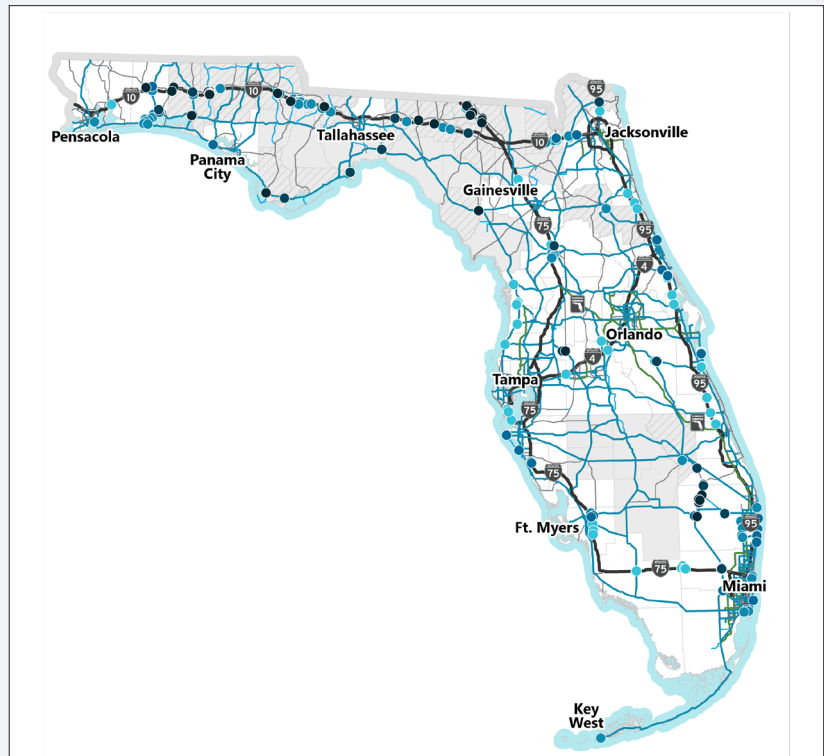 95
10
10
Pensacola
Tallahassee
Jacksonville
10
Panama
City
Gainesville
75
95
4
Orlando
4
Tampa
95
75
75
Ft. Myers
95
75
Miami
Key
West